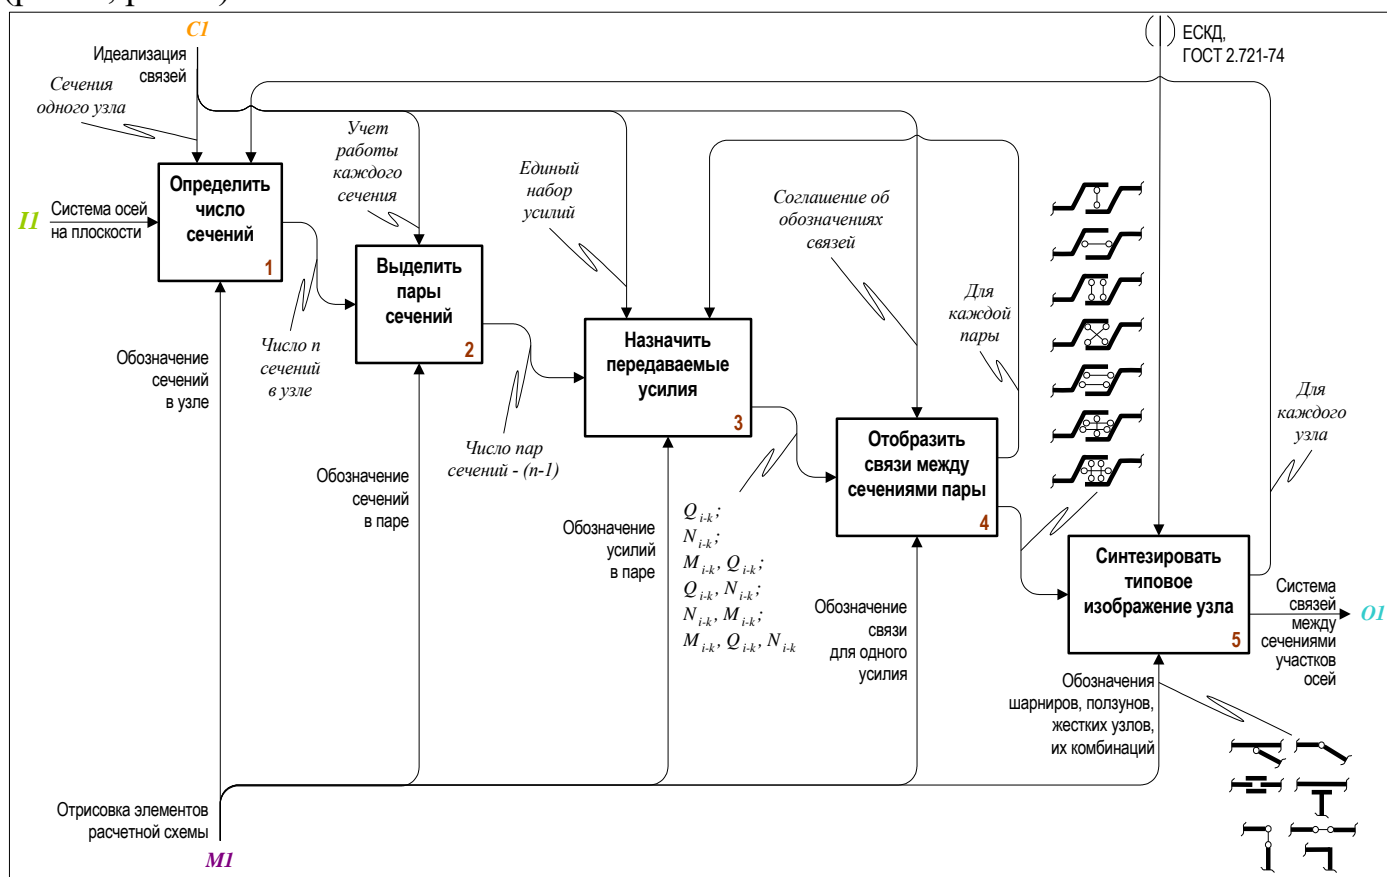 C1
Идеализация
связей
Сечения
одного узла
ЕСКД,
ГОСТ 2.721-74
I1
Система осей
на плоскости
Определить
число
сечений
1
Учет
работы
каждого
сечения
Единый
набор
усилий
Соглашение об
обозначениях
связей
Выделить
пары
сечений
2
Число n
сечений
в узле
Обозначение
сечений
в узле
Назначить
передаваемые
усилия
3
Для
каждой
пары
Число пар
сечений - (n-1)
Обозначение
сечений
в паре
Отобразить
связи между
сечениями пары
4
Для
каждого
узла
Q i-k ;
N i-k ;
M i-k , Q i-k ;
Q i-k , N i-k ;
N i-k , M i-k ;
M i-k , Q i-k , N i-k
Обозначение
усилий
в паре
Синтезировать
типовое
изображение узла
5
Обозначение
связи
для одного
усилия
Система
связей
между
сечениями
участков
осей
O1
Обозначения
шарниров, ползунов,
жестких узлов,
их комбинаций
Отрисовка элементов
расчетной схемы
M1